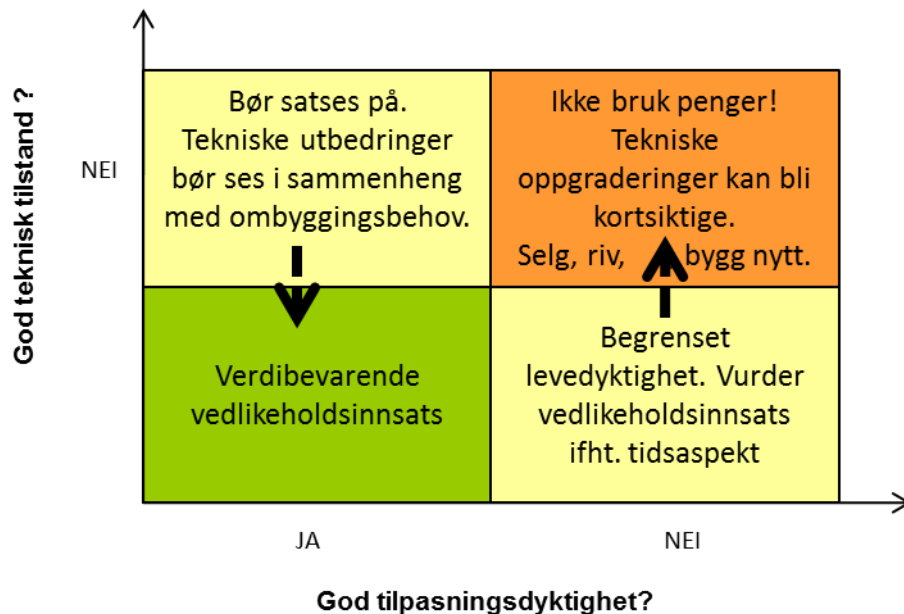 God teknisk tilstand ?
NEI
Bør satses på.
Tekniske utbedringer
bør ses i sammenheng
med ombyggingsbehov.
Ikke bruk penger!
Tekniske
oppgraderinger kan bli
kortsiktige.
Selg, riv, bygg nytt.
Verdibevarende
vedlikeholdsinnsats
Begrenset
levedyktighet. Vurder
vedlikeholdsinnsats
ifht. tidsaspekt
JA
NEI
God tilpasningsdyktighet?